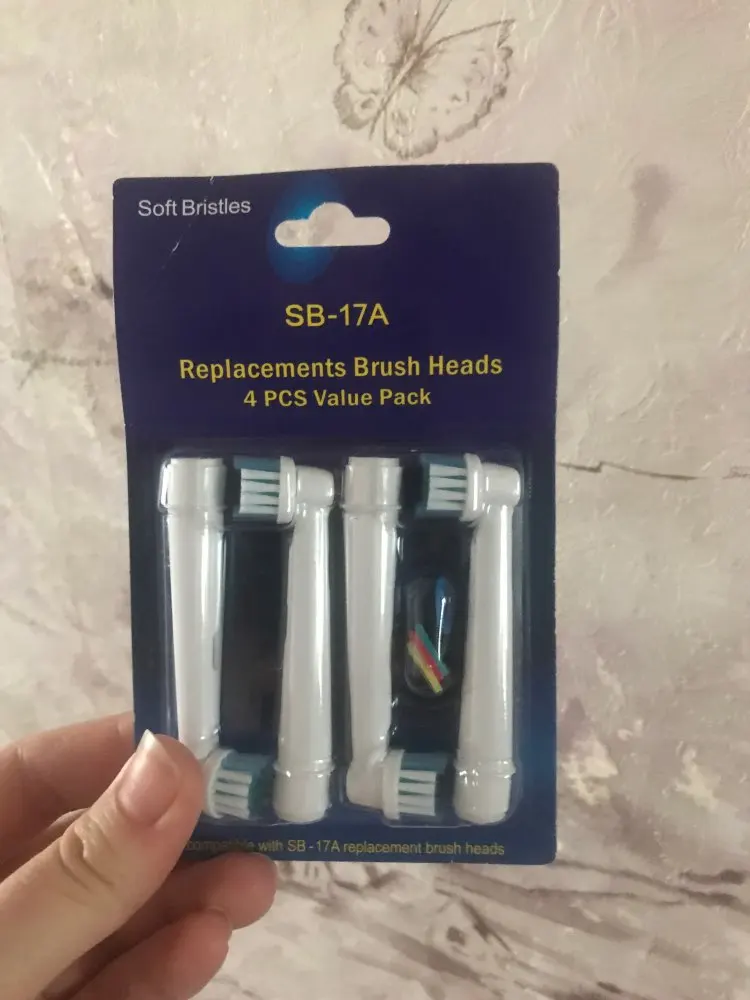 Soft Bristles
SB-17A
Replacements Brush Heads
4 PCS Value Pack
compatible with SB-17A replacement brush heads